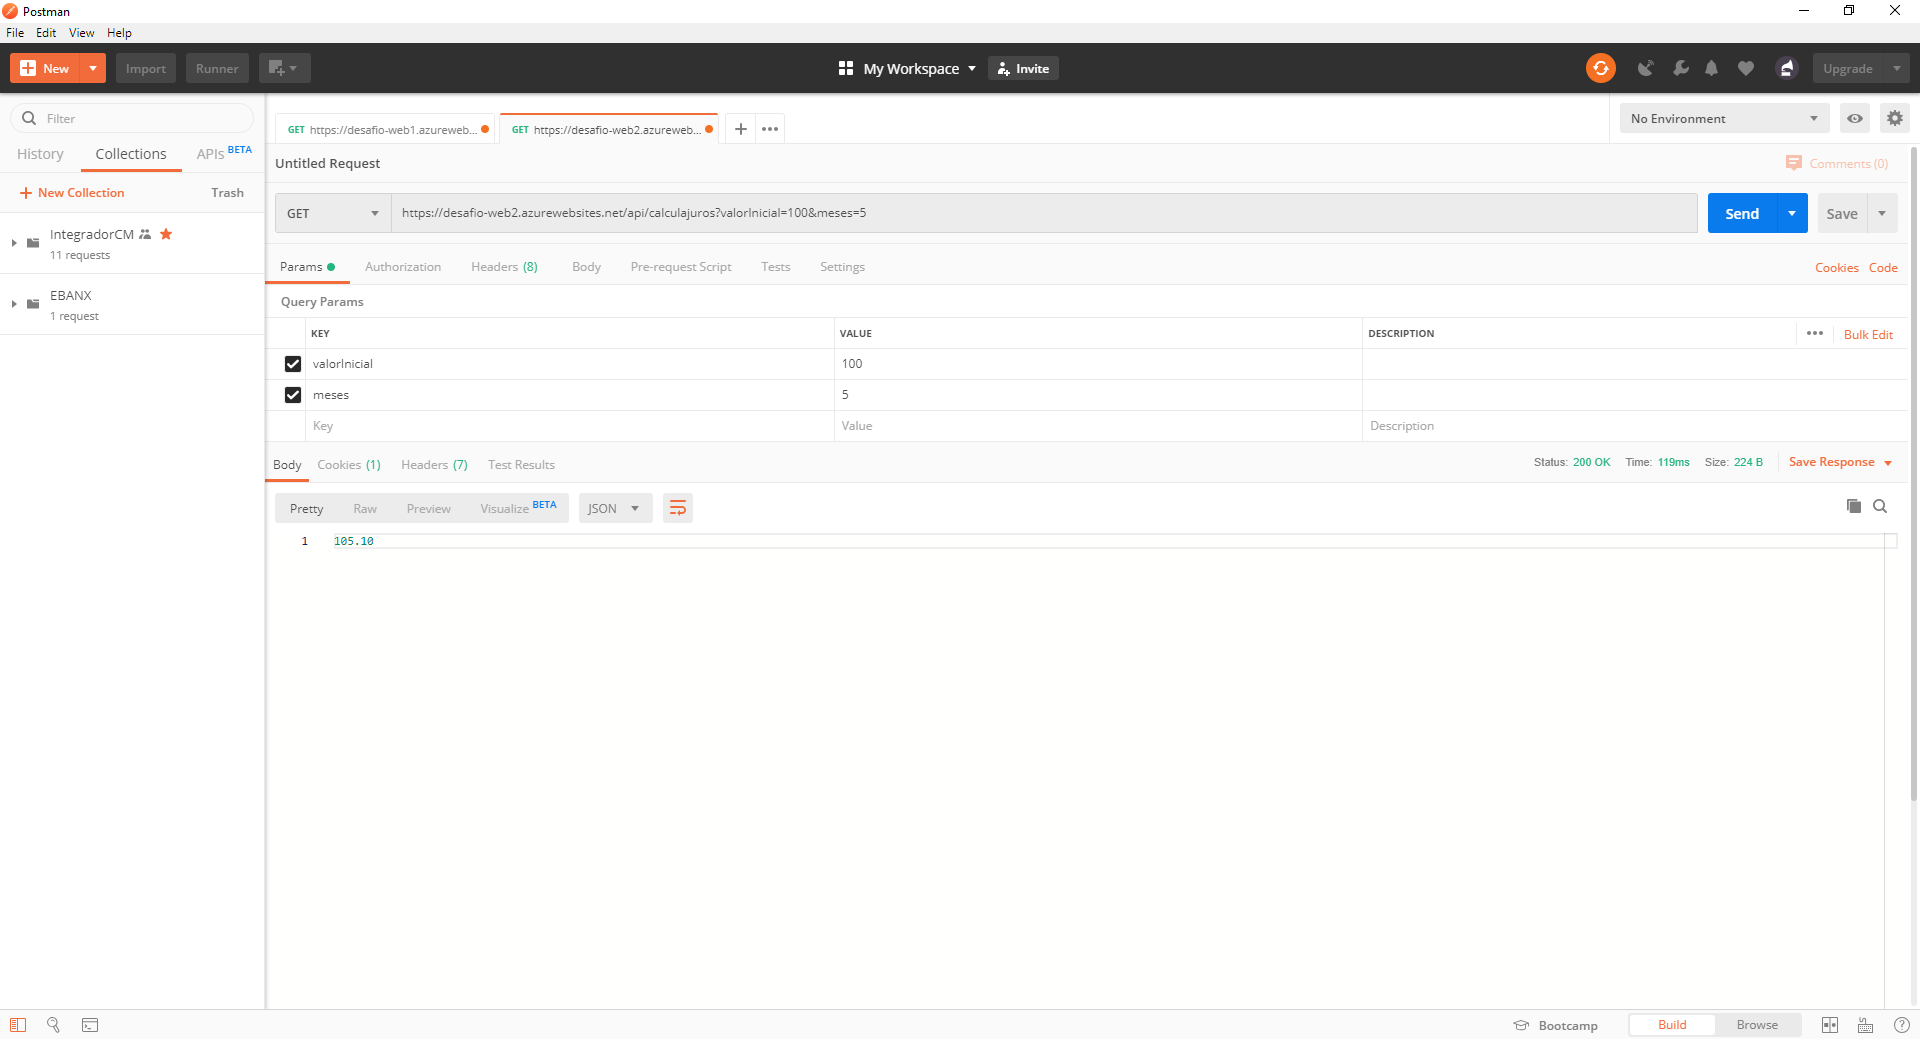 Postman
File Edit View Help
New Import Runner My Workspace Invite Upgrade
Filter
History Collections APIs BETA
New Collection Trash
IntegradorCM
11 requests
EBANX
1 request
GET https://desafio-web1.azureweb... GET https://desafio-web2.azureweb... No Environment
Untitled Request Comments (0)
GET https://desafio-web2.azurewebsites.net/api/calculajuros?valorInicial=100&meses=5 Send Save
Params Authorization Headers (8) Body Pre-request Script Tests Settings Cookies Code
Query Params
KEY VALUE DESCRIPTION ••• Bulk Edit
valorInicial 100
meses 5
Key Value Description
Body Cookies (1) Headers (7) Test Results Status: 200 OK Time: 119ms Size: 224 B Save Response
Pretty Raw Preview Visualize BETA JSON
1 105.10
Bootcamp Build Browse